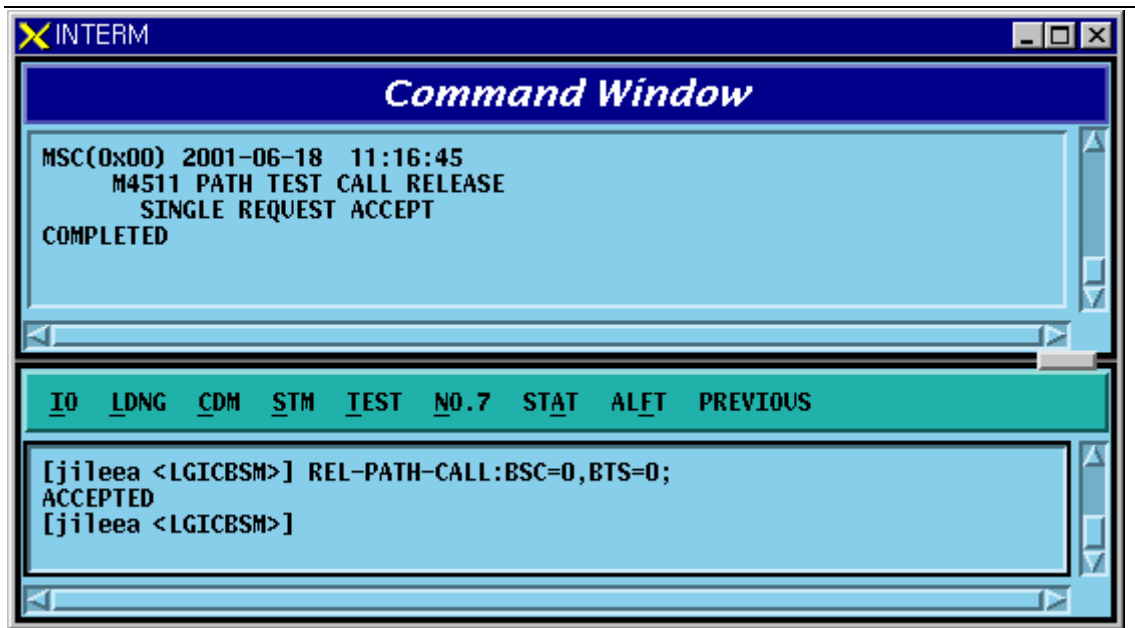 INTERM
Command Window
MSC(0x00) 2001-06-18 11:16:45
M4511 PATH TEST CALL RELEASE
SINGLE REQUEST ACCEPT
COMPLETED
IO LDNG CDM STM TEST NO.7 STAT ALFT PREVIOUS
[jileea <LGICBSM>] REL-PATH-CALL:BSC=0,BTS=0;
ACCEPTED
[jileea <LGICBSM>]